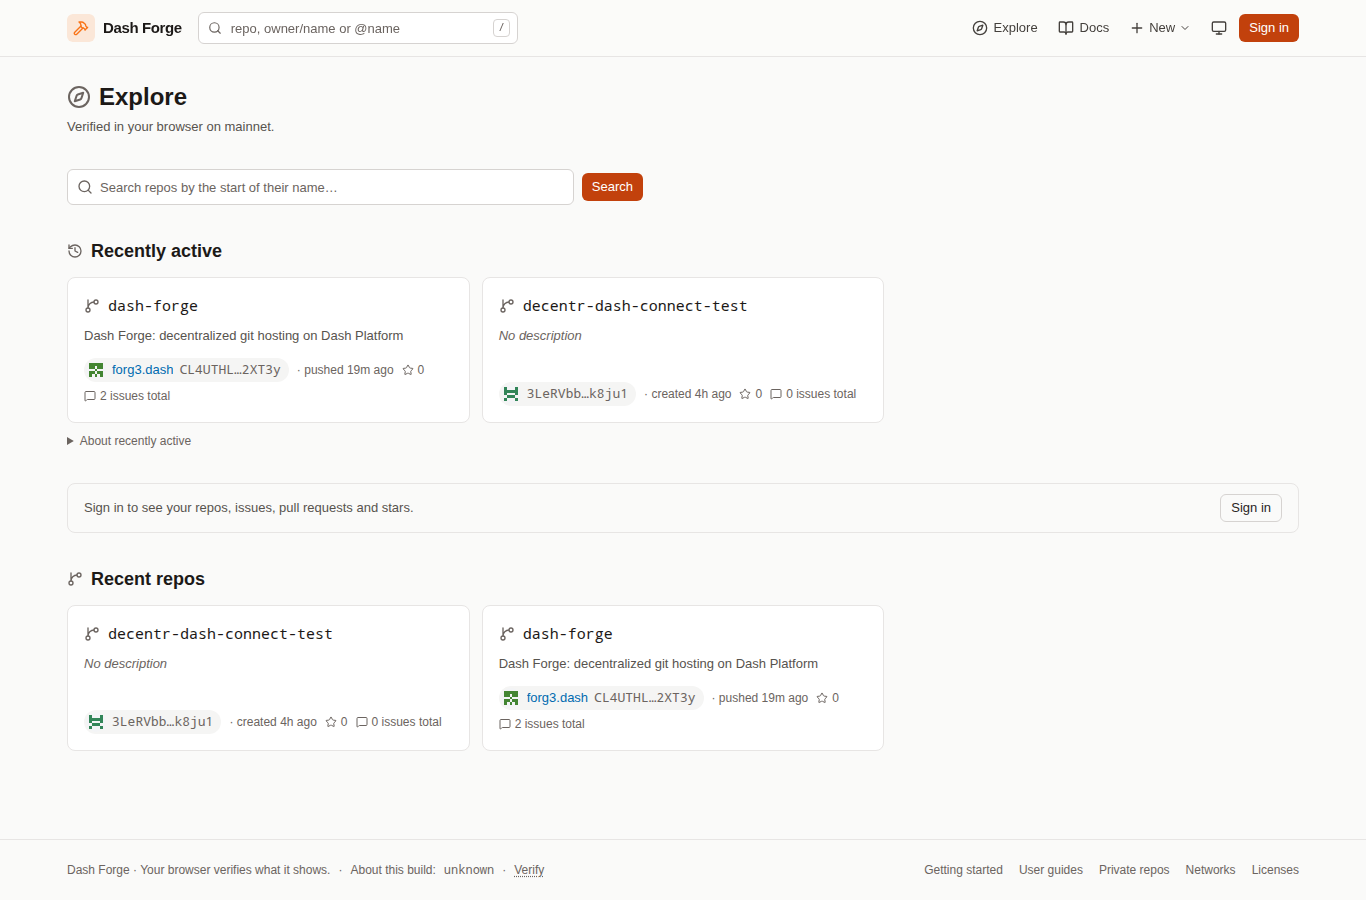 Dash Forge
repo, owner/name or @name /
Explore
Docs
New
Sign in
Explore
Verified in your browser on mainnet.
Search repos by the start of their name…
Search
Recently active
dash-forge
Dash Forge: decentralized git hosting on Dash Platform
forg3.dash CL4UTHL…2XT3y · pushed 19m ago 0
2 issues total
decentr-dash-connect-test
No description
3LeRVbb…k8ju1 · created 4h ago 0 0 issues total
About recently active
Sign in to see your repos, issues, pull requests and stars.
Sign in
Recent repos
decentr-dash-connect-test
No description
3LeRVbb…k8ju1 · created 4h ago 0 0 issues total
dash-forge
Dash Forge: decentralized git hosting on Dash Platform
forg3.dash CL4UTHL…2XT3y · pushed 19m ago 0
2 issues total
Dash Forge · Your browser verifies what it shows. · About this build: unknown · Verify
Getting started
User guides
Private repos
Networks
Licenses